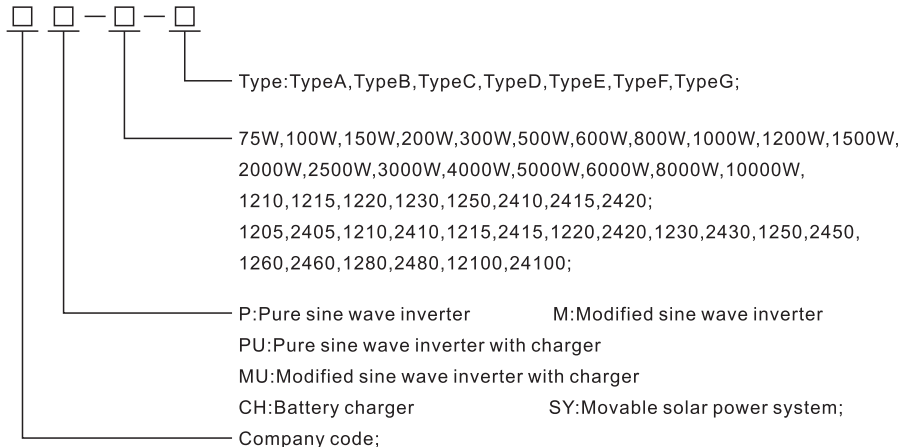 Type:TypeA,TypeB,TypeC,TypeD,TypeE,TypeF,TypeG;
75W,100W,150W,200W,300W,500W,600W,800W,1000W,1200W,1500W,
2000W,2500W,3000W,4000W,5000W,6000W,8000W,10000W,
1210,1215,1220,1230,1250,2410,2415,2420;
1205,2405,1210,2410,1215,2415,1220,2420,1230,2430,1250,2450,
1260,2460,1280,2480,12100,24100;
P:Pure sine wave inverter M:Modified sine wave inverter
PU:Pure sine wave inverter with charger
MU:Modified sine wave inverter with charger
CH:Battery charger SY:Movable solar power system;
Company code;